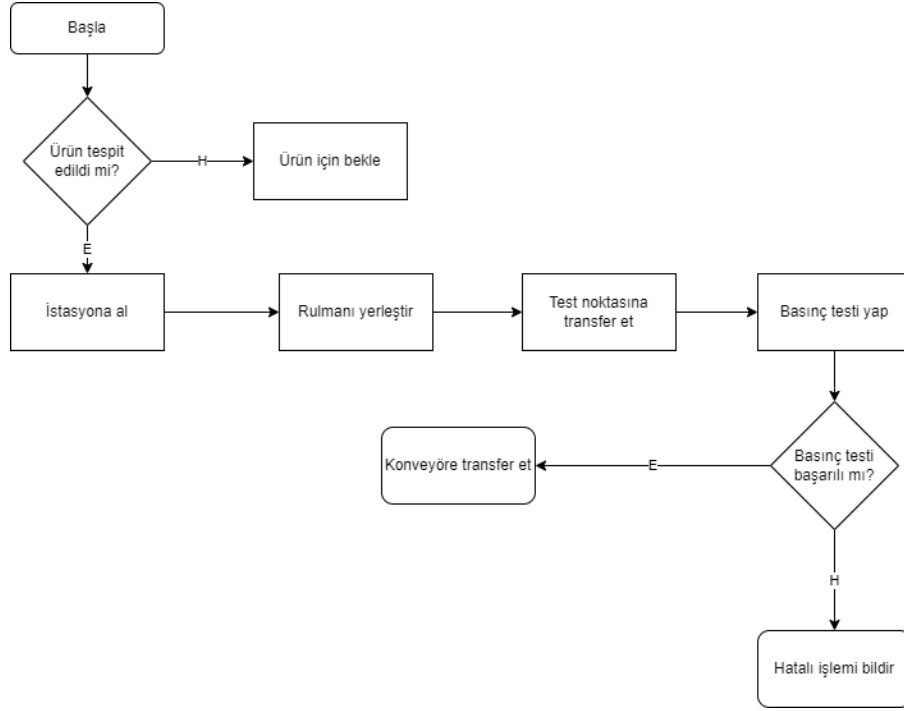 Başla
Ürün tespit
edildi mi?
H
Ürün için bekle
E
İstasyona al
Rulmanı yerleştir
Test noktasına
transfer et
Basınç testi yap
Konveyöre transfer et
E
Basınç testi
başarılı mı?
H
Hatalı işlemi bildir